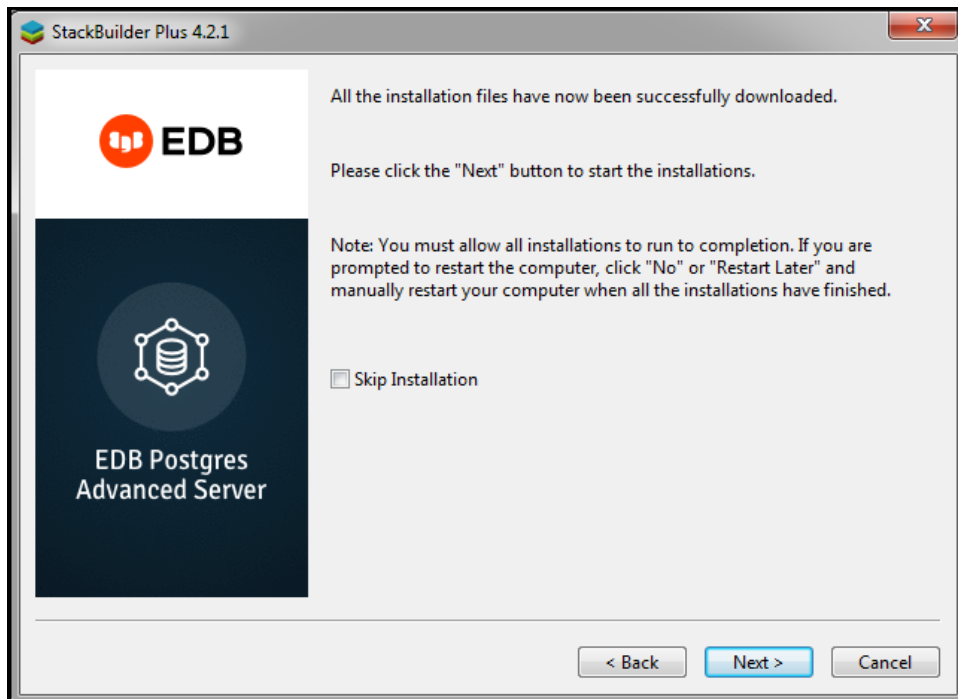 StackBuilder Plus 4.2.1
EDB
EDB Postgres
Advanced Server
All the installation files have now been successfully downloaded.
Please click the "Next" button to start the installations.
Note: You must allow all installations to run to completion. If you are
prompted to restart the computer, click "No" or "Restart Later" and
manually restart your computer when all the installations have finished.
Skip Installation
< Back
Next >
Cancel